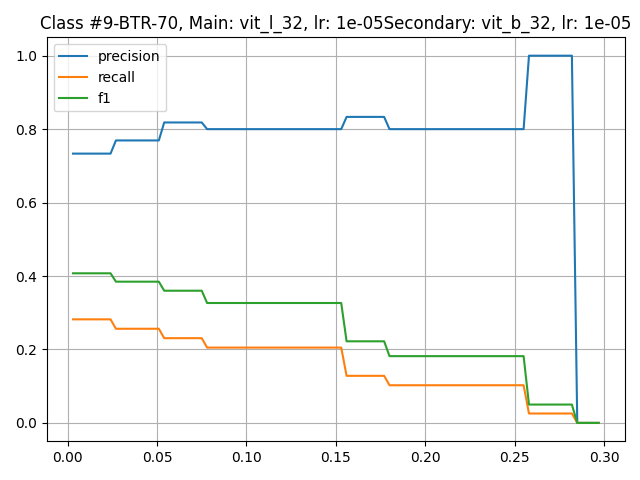 Class #9-BTR-70, Main: vit_l_32, lr: 1e-05Secondary: vit_b_32, lr: 1e-05
precision
recall
f1
1.0
0.8
0.6
0.4
0.2
0.0
0.00 0.05 0.10 0.15 0.20 0.25 0.30